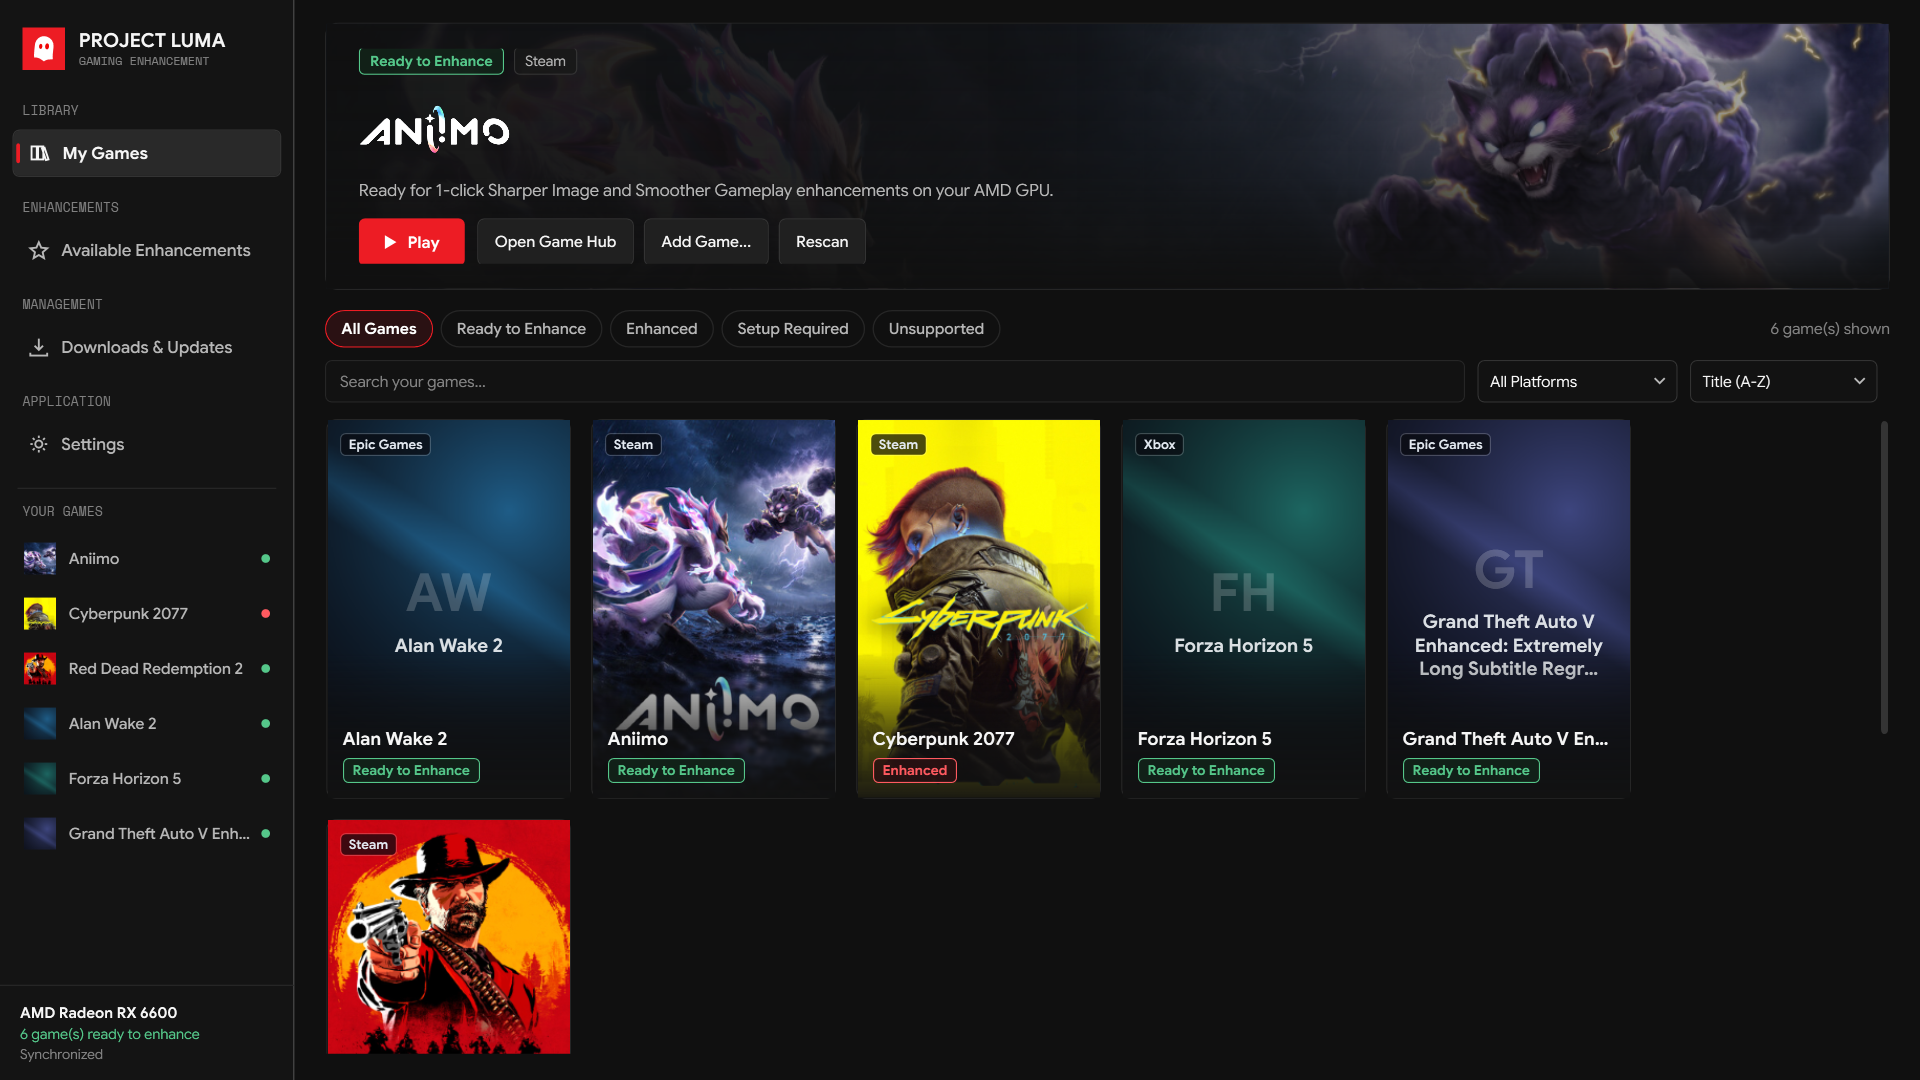 PROJECT LUMA
GAMING ENHANCEMENT
LIBRARY
My Games
ENHANCEMENTS
Available Enhancements
MANAGEMENT
Downloads & Updates
APPLICATION
Settings
YOUR GAMES
Aniimo
Cyberpunk 2077
Red Dead Redemption 2
Alan Wake 2
Forza Horizon 5
Grand Theft Auto V Enh...
AMD Radeon RX 6600
6 game(s) ready to enhance
Synchronized
Ready to Enhance
Steam
ANIIMO
Ready for 1-click Sharper Image and Smoother Gameplay enhancements on your AMD GPU.
Play
Open Game Hub
Add Game...
Rescan
All Games
Ready to Enhance
Enhanced
Setup Required
Unsupported
6 game(s) shown
Search your games...
All Platforms
Title (A-Z)
Epic Games
AW
Alan Wake 2
Alan Wake 2
Ready to Enhance
Steam
ANIIMO
Aniimo
Ready to Enhance
Steam
Cyberpunk
2077
Cyberpunk 2077
Enhanced
Xbox
FH
Forza Horizon 5
Forza Horizon 5
Ready to Enhance
Epic Games
GT
Grand Theft Auto V
Enhanced: Extremely
Long Subtitle Regr...
Grand Theft Auto V En...
Ready to Enhance
Steam